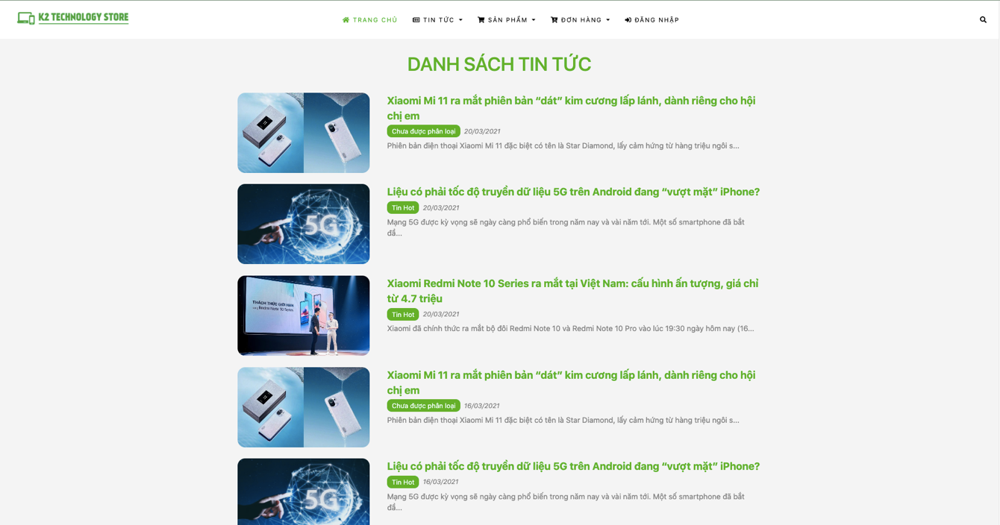 K2 TECHNOLOGY STORE
TRANG CHỦ
TIN TỨC
SẢN PHẨM
ĐƠN HÀNG
ĐĂNG NHẬP
DANH SÁCH TIN TỨC
Xiaomi Mi 11 ra mắt phiên bản “dát” kim cương lấp lánh, dành riêng cho hội
chị em
Chưa được phân loại 20/03/2021
Phiên bản điện thoại Xiaomi Mi 11 đặc biệt có tên là Star Diamond, lấy cảm hứng từ hàng triệu ngôi s...
5G
Liệu có phải tốc độ truyền dữ liệu 5G trên Android đang “vượt mặt” iPhone?
Tin Hot 20/03/2021
Mạng 5G được kỳ vọng sẽ ngày càng phổ biến trong năm nay và vài năm tới. Một số smartphone đã bắt
đầ...
THÁCH THỨC GIỚI HẠN
cùng Redmi Note 10 Series
Xiaomi Redmi Note 10 Series ra mắt tại Việt Nam: cấu hình ấn tượng, giá chỉ
từ 4.7 triệu
Tin Hot 20/03/2021
Xiaomi đã chính thức ra mắt bộ đôi Redmi Note 10 và Redmi Note 10 Pro vào lúc 19:30 ngày hôm nay (16...
Xiaomi Mi 11 ra mắt phiên bản “dát” kim cương lấp lánh, dành riêng cho hội
chị em
Chưa được phân loại 16/03/2021
Phiên bản điện thoại Xiaomi Mi 11 đặc biệt có tên là Star Diamond, lấy cảm hứng từ hàng triệu ngôi s...
5G
Liệu có phải tốc độ truyền dữ liệu 5G trên Android đang “vượt mặt” iPhone?
Tin Hot 16/03/2021
Mạng 5G được kỳ vọng sẽ ngày càng phổ biến trong năm nay và vài năm tới. Một số smartphone đã bắt
đầ...